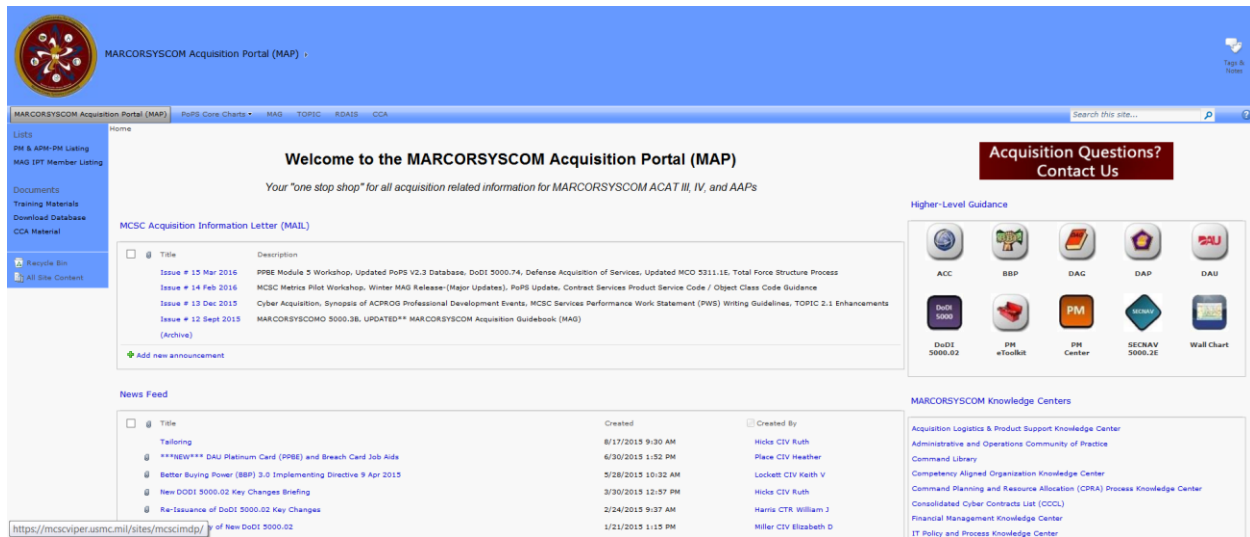 MARCORSYSCOM Acquisition Portal (MAP)
Tags & Notes
MARCORSYSCOM Acquisition Portal (MAP) PoPS Core Charts MAG TOPIC RDAIS CCA
Search this site...
Lists
PM & APM-PM Listing
MAG IPT Member Listing
Documents
Training Materials
Download Database
CCA Material
Recycle Bin
All Site Content
Home
Welcome to the MARCORSYSCOM Acquisition Portal (MAP)
Your "one stop shop" for all acquisition related information for MARCORSYSCOM ACAT III, IV, and AAPs
MCSC Acquisition Information Letter (MAIL)
Title Description
Issue # 15 Mar 2016 PPBE Module 5 Workshop, Updated PoPS V2.3 Database, DoDI 5000.74, Defense Acquisition of Services, Updated MCO 5311.1E, Total Force Structure Process
Issue # 14 Feb 2016 MCSC Metrics Pilot Workshop, Winter MAG Release-(Major Updates), PoPS Update, Contract Services Product Service Code / Object Class Code Guidance
Issue # 13 Dec 2015 Cyber Acquisition, Synopsis of ACPROG Professional Development Events, MCSC Services Performance Work Statement (PWS) Writing Guidelines, TOPIC 2.1 Enhancements
Issue # 12 Sept 2015 MARCORSYSCOMO 5000.3B, UPDATED** MARCORSYSCOM Acquisition Guidebook (MAG)
(Archive)
Add new announcement
News Feed
Title Created Created By
Tailoring 8/17/2015 9:30 AM Hicks CIV Ruth
***NEW*** DAU Platinum Card (PPBE) and Breach Card Job Aids 6/30/2015 1:52 PM Place CIV Heather
Better Buying Power (BBP) 3.0 Implementing Directive 9 Apr 2015 5/28/2015 10:32 AM Lockett CIV Keith V
New DODI 5000.02 Key Changes Briefing 3/30/2015 12:57 PM Hicks CIV Ruth
Re-Issuance of DoDI 5000.02 Key Changes 2/24/2015 9:37 AM Harris CTR William J
y of New DoDI 5000.02 1/21/2015 1:15 PM Miller CIV Elizabeth D
https://mcscviper.usmc.mil/sites/mcscimdp/
Acquisition Questions?
Contact Us
Higher-Level Guidance
ACC BBP DAG DAP DAU
DAU
DoDI 5000
PM
SECNAV
DoDI 5000.02 PM eToolkit PM Center SECNAV 5000.2E Wall Chart
MARCORSYSCOM Knowledge Centers
Acquisition Logistics & Product Support Knowledge Center
Administrative and Operations Community of Practice
Command Library
Competency Aligned Organization Knowledge Center
Command Planning and Resource Allocation (CPRA) Process Knowledge Center
Consolidated Cyber Contracts List (CCCL)
Financial Management Knowledge Center
IT Policy and Process Knowledge Center